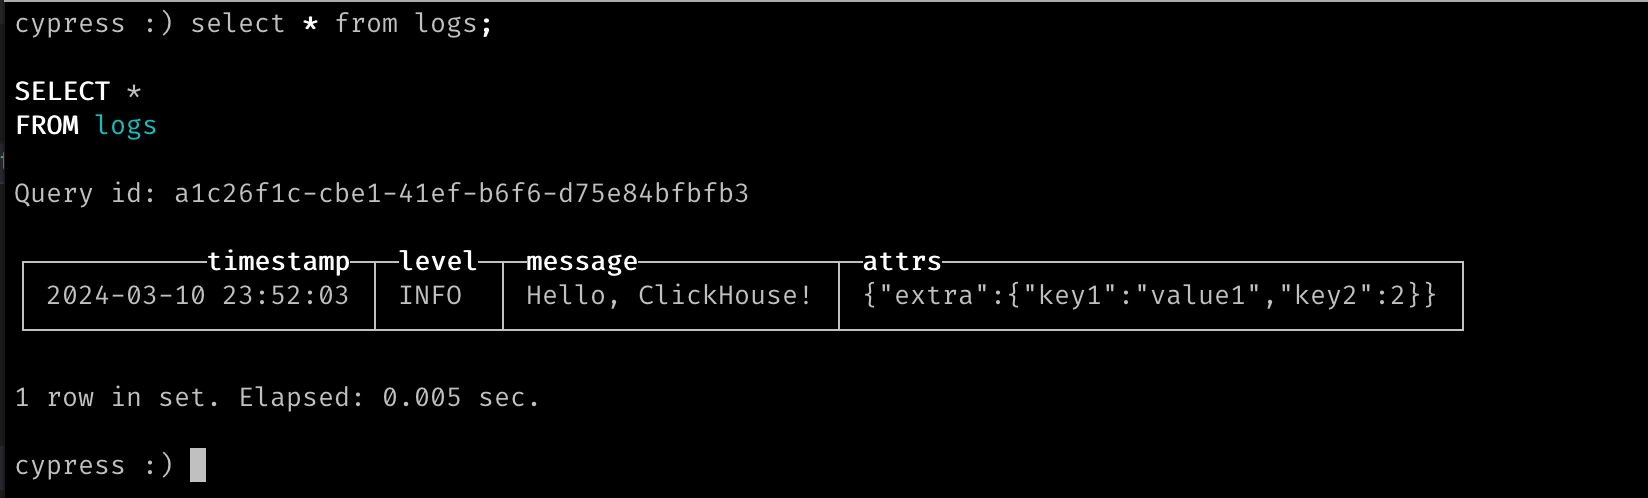 cypress :) select * from logs;
SELECT *
FROM logs
Query id: a1c26f1c-cbe1-41ef-b6f6-d75e84bfbfb3
timestamp level message attrs
2024-03-10 23:52:03 INFO Hello, ClickHouse! {"extra":{"key1":"value1","key2":2}}
1 row in set. Elapsed: 0.005 sec.
cypress :)